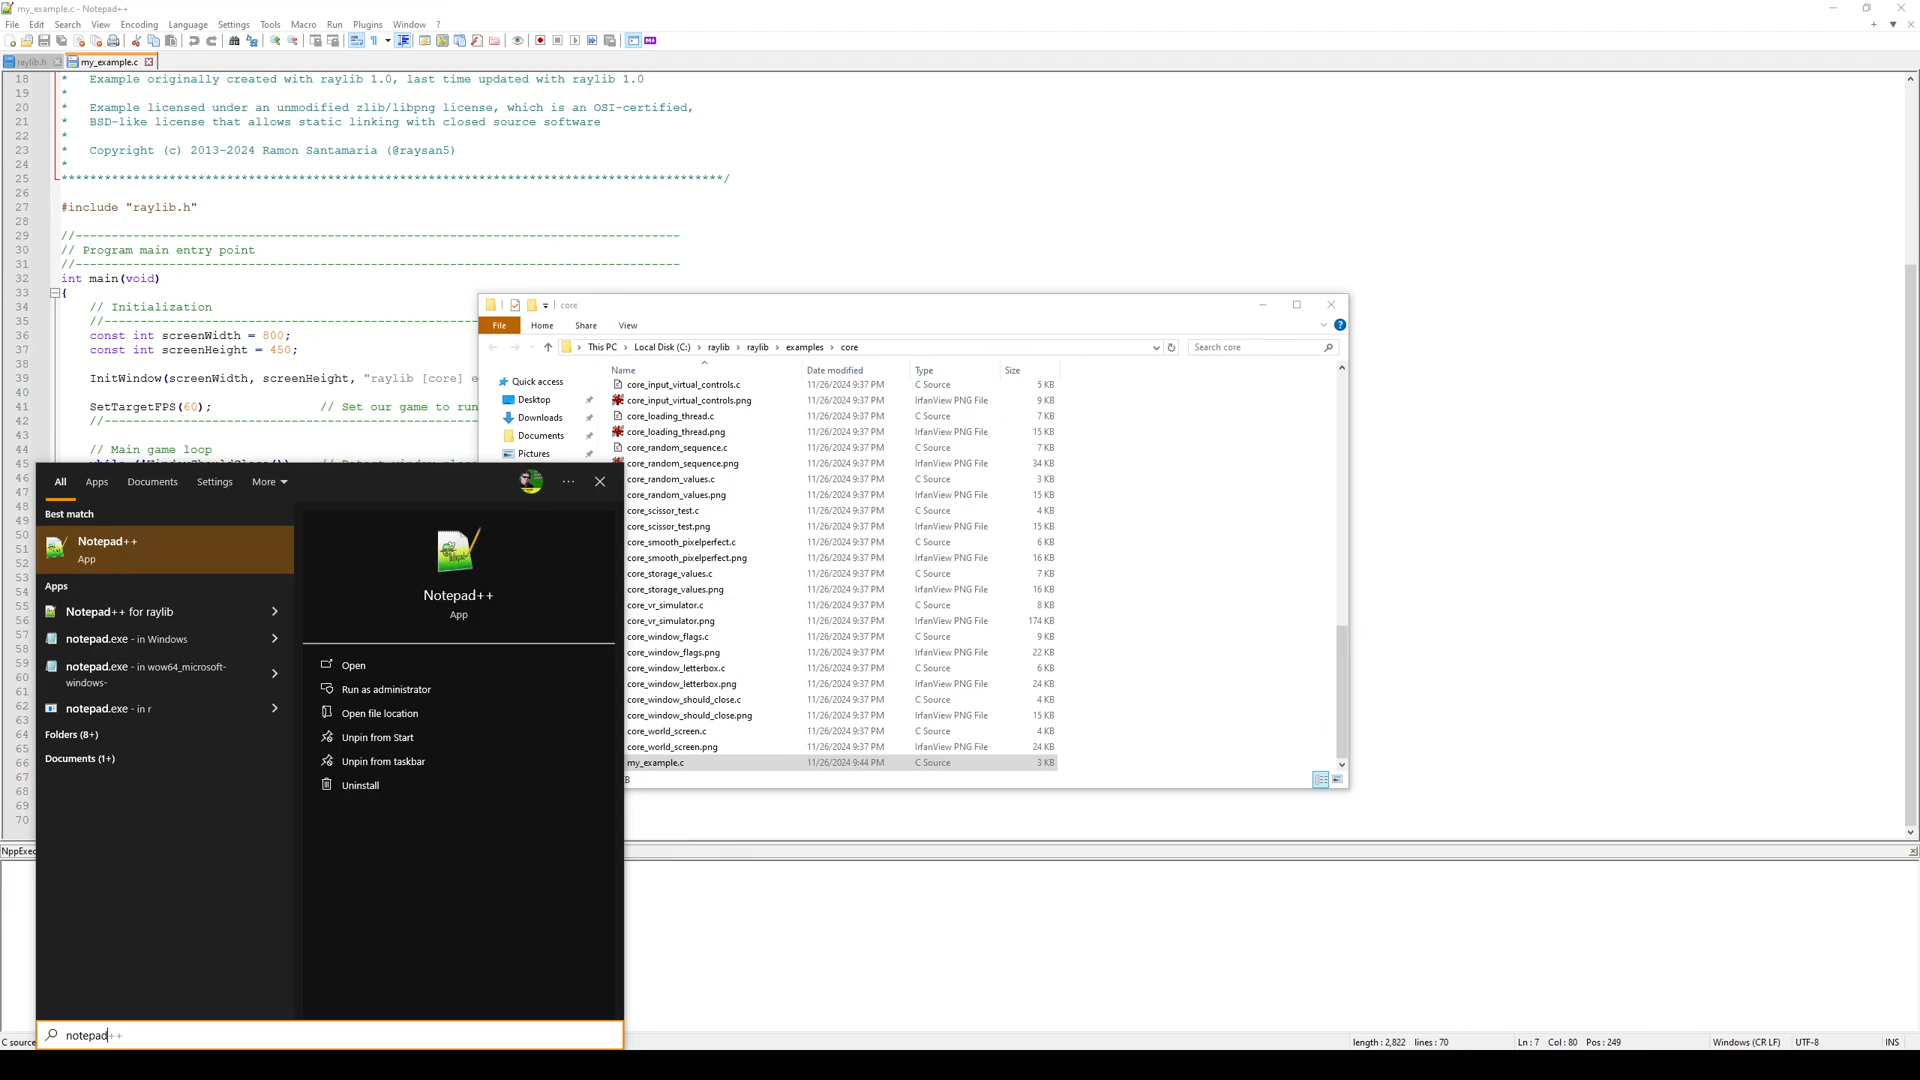 my_example.c - Notepad++
File Edit Search View Encoding Language Settings Tools Macro Run Plugins Window ?
raylib.h
my_example.c
18 * Example originally created with raylib 1.0, last time updated with raylib 1.0
19 *
20 * Example licensed under an unmodified zlib/libpng license, which is an OSI-certified,
21 * BSD-like license that allows static linking with closed source software
22 *
23 * Copyright (c) 2013-2024 Ramon Santamaria (@raysan5)
24 *
25 ********************************************************************************************/
26
27 #include "raylib.h"
28
29 //------------------------------------------------------------------------------------
30 // Program main entry point
31 //------------------------------------------------------------------------------------
32 int main(void)
33 {
34 // Initialization
35 //------------------------------------------------------
36 const int screenWidth = 800;
37 const int screenHeight = 450;
38
39 InitWindow(screenWidth, screenHeight, "raylib [core] e
40
41 SetTargetFPS(60); // Set our game to run
42 //------------------------------------------------------
43
44 // Main game loop
45
46
47
48
49
50
51
52
53
54
55
56
57
58
59
60
61
62
63
64
65
66
67
68
69
70
core
File Home Share View
This PC > Local Disk (C:) > raylib > raylib > examples > core
Search core
Quick access
Desktop
Downloads
Documents
Pictures
Name Date modified Type Size
core_input_virtual_controls.c 11/26/2024 9:37 PM C Source 5 KB
core_input_virtual_controls.png 11/26/2024 9:37 PM IrfanView PNG File 9 KB
core_loading_thread.c 11/26/2024 9:37 PM C Source 7 KB
core_loading_thread.png 11/26/2024 9:37 PM IrfanView PNG File 15 KB
core_random_sequence.c 11/26/2024 9:37 PM C Source 7 KB
core_random_sequence.png 11/26/2024 9:37 PM IrfanView PNG File 34 KB
core_random_values.c 11/26/2024 9:37 PM C Source 3 KB
core_random_values.png 11/26/2024 9:37 PM IrfanView PNG File 15 KB
core_scissor_test.c 11/26/2024 9:37 PM C Source 4 KB
core_scissor_test.png 11/26/2024 9:37 PM IrfanView PNG File 15 KB
core_smooth_pixelperfect.c 11/26/2024 9:37 PM C Source 6 KB
core_smooth_pixelperfect.png 11/26/2024 9:37 PM IrfanView PNG File 16 KB
core_storage_values.c 11/26/2024 9:37 PM C Source 7 KB
core_storage_values.png 11/26/2024 9:37 PM IrfanView PNG File 16 KB
core_vr_simulator.c 11/26/2024 9:37 PM C Source 8 KB
core_vr_simulator.png 11/26/2024 9:37 PM IrfanView PNG File 174 KB
core_window_flags.c 11/26/2024 9:37 PM C Source 9 KB
core_window_flags.png 11/26/2024 9:37 PM IrfanView PNG File 22 KB
core_window_letterbox.c 11/26/2024 9:37 PM C Source 6 KB
core_window_letterbox.png 11/26/2024 9:37 PM IrfanView PNG File 24 KB
core_window_should_close.c 11/26/2024 9:37 PM C Source 4 KB
core_window_should_close.png 11/26/2024 9:37 PM IrfanView PNG File 15 KB
core_world_screen.c 11/26/2024 9:37 PM C Source 4 KB
core_world_screen.png 11/26/2024 9:37 PM IrfanView PNG File 24 KB
my_example.c 11/26/2024 9:44 PM C Source 3 KB
All Apps Documents Settings More
Best match
Notepad++
App
Apps
Notepad++ for raylib
notepad.exe - in Windows
notepad.exe - in wow64_microsoft-
windows-
notepad.exe - in r
Folders (8+)
Documents (1+)
Notepad++
App
Open
Run as administrator
Open file location
Unpin from Start
Unpin from taskbar
Uninstall
notepad++
NppExec
C source
length : 2,822 lines : 70 Ln : 7 Col : 80 Pos : 249 Windows (CR LF) UTF-8 INS